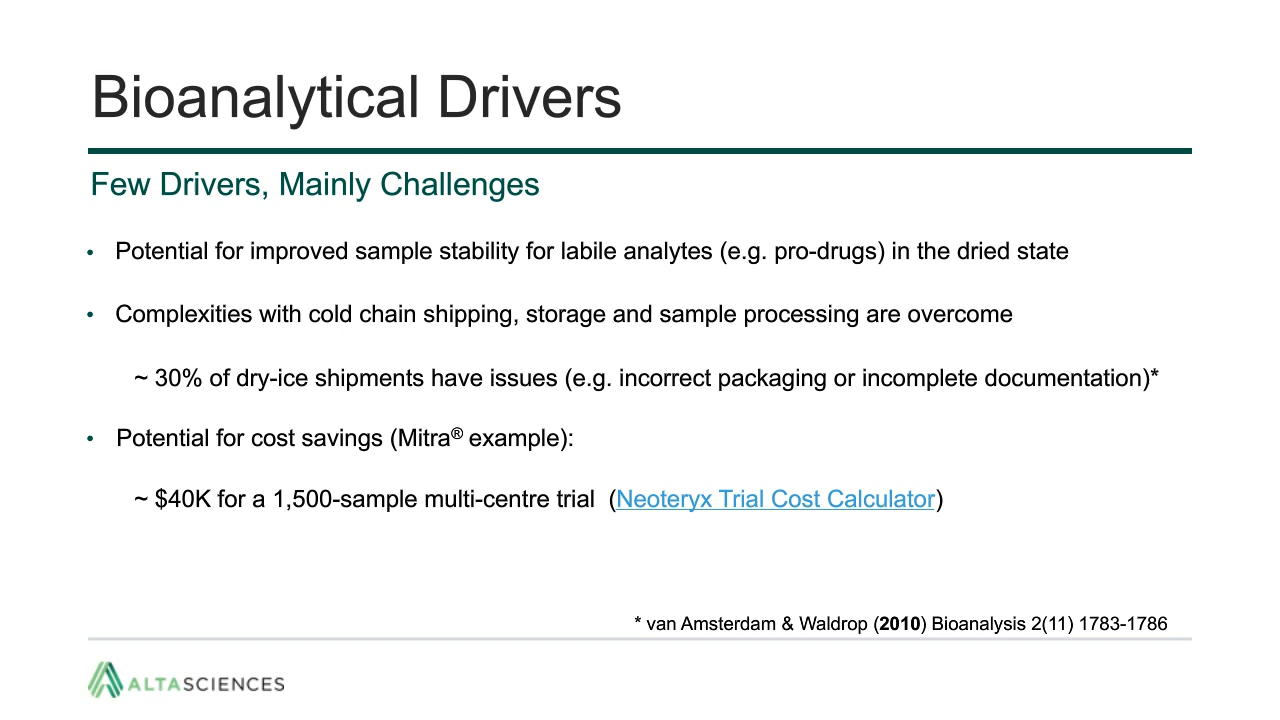 Bioanalytical Drivers
Few Drivers, Mainly Challenges
• Potential for improved sample stability for labile analytes (e.g. pro-drugs) in the dried state
• Complexities with cold chain shipping, storage and sample processing are overcome
~ 30% of dry-ice shipments have issues (e.g. incorrect packaging or incomplete documentation)*
• Potential for cost savings (Mitra® example):
~ $40K for a 1,500-sample multi-centre trial (Neoteryx Trial Cost Calculator)
* van Amsterdam & Waldrop (2010) Bioanalysis 2(11) 1783-1786
ALTASCIENCES